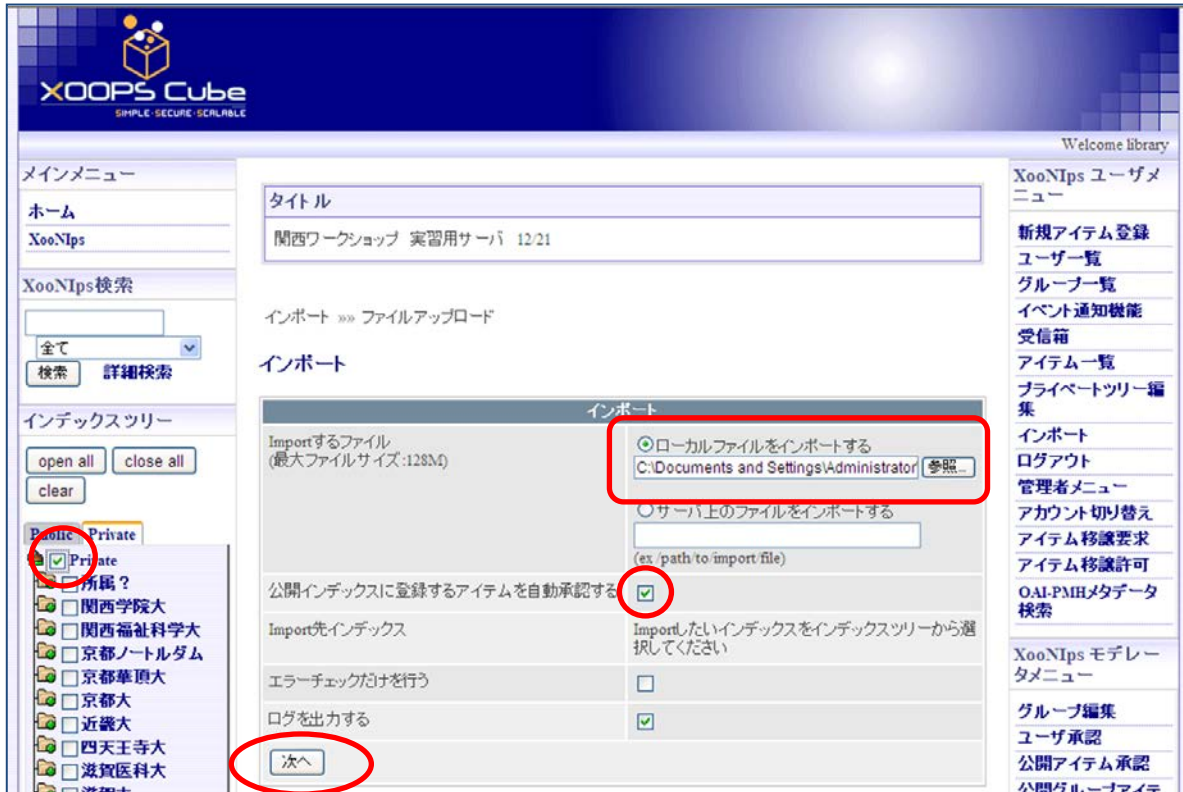 XOOPS Cube
SIMPLE·SECURE·SCALABLE
Welcome library
メインメニュー
ホーム
XooNIps
XooNIps検索
全て
検索 詳細検索
インデックスツリー
open all close all
clear
Public Private
Private
所属？
関西学院大
関西福祉科学大
京都ノートルダム
京都華頂大
京都大
近畿大
四天王寺大
滋賀医科大
滋賀大
タイトル
関西ワークショップ 実習用サーバ 12/21
インポート »» ファイルアップロード
インポート
インポート
Importするファイル
(最大ファイルサイズ:128M)
ローカルファイルをインポートする
C:\Documents and Settings\Administrator 参照...
サーバ上のファイルをインポートする
(ex /path/to/import/file)
公開インデックスに登録するアイテムを自動承認する
Import先インデックス
Importしたいインデックスをインデックスツリーから選
択してください
エラーチェックだけを行う
ログを出力する
次へ
XooNIps ユーザメ
ニュー
新規アイテム登録
ユーザ一覧
グループ一覧
イベント通知機能
受信箱
アイテム一覧
プライベートツリー編
集
インポート
ログアウト
管理者メニュー
アカウント切り替え
アイテム移譲要求
アイテム移譲許可
OAI-PMHメタデータ
検索
XooNIps モデレー
タメニュー
グループ編集
ユーザ承認
公開アイテム承認
公開グループアイテ